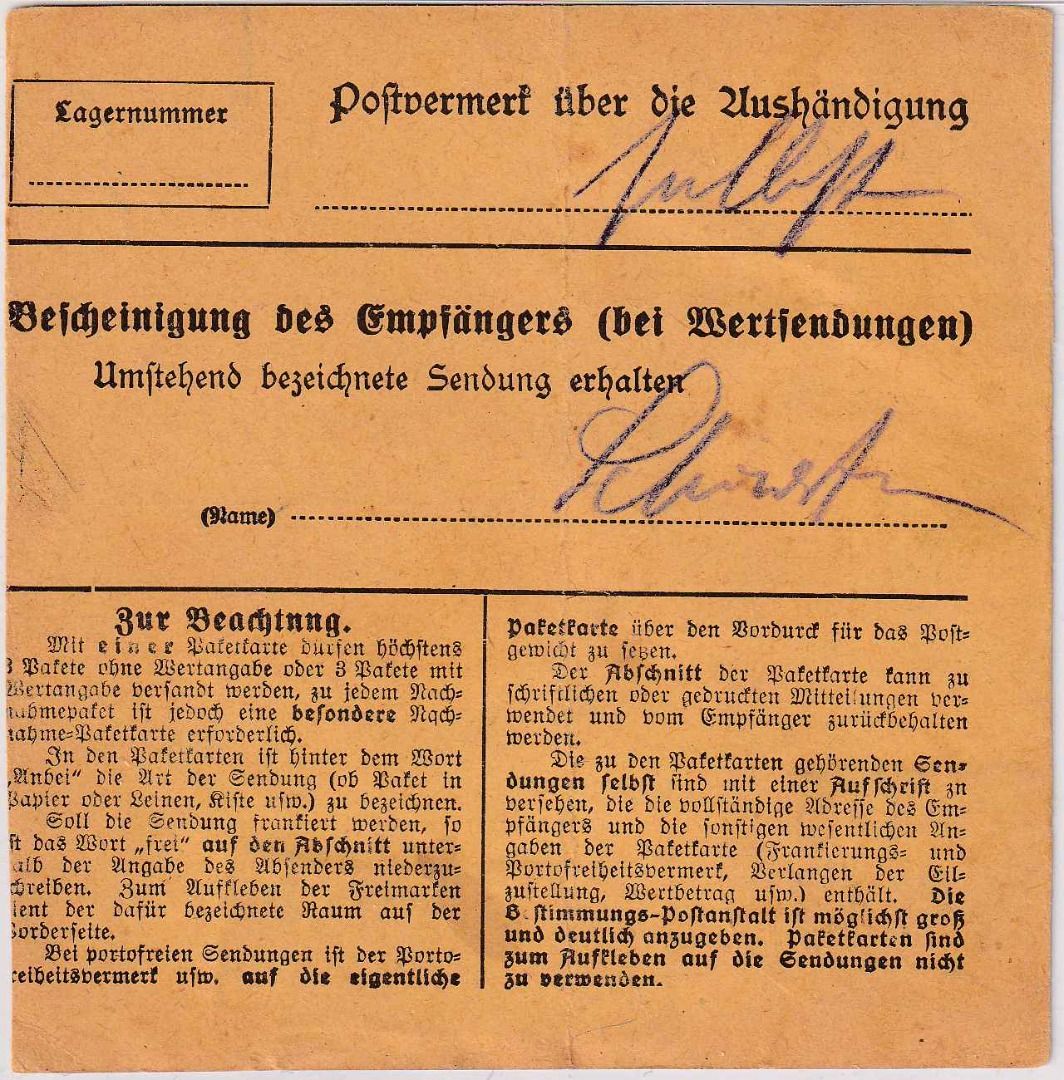 Lagernummer
Postvermerk über die Aushändigung
selbst
Bescheinigung des Empfängers (bei Wertsendungen)
Umstehend bezeichnete Sendung erhalten
(Name)
Zur Beachtnng.
Mit einer Paketkarte dürfen höchstens
3 Pakete ohne Wertangabe oder 3 Pakete mit
Wertangabe versandt werden, zu jedem Nach-
nahmepaket ist jedoch eine besondere Nach-
nahme-Paketkarte erforderlich.
In den Paketkarten ist hinter dem Wort
„Anbei“ die Art der Sendung (ob Paket in
Papier oder Leinen, Kiste usw.) zu bezeichnen.
Soll die Sendung frankiert werden, so
st das Wort „frei“ auf den Abschnitt unter-
alb der Angabe des Absenders niederzu-
chreiben. Zum Aufkleben der Freimarken
ient der dafür bezeichnete Raum auf der
Vorderseite.
Bei portofreien Sendungen ist der Porto-
reiheitsvermerk usw. auf die eigentliche
Paketkarte über den Vordurck für das Post-
gewicht zu setzen.
Der Abschnitt der Paketkarte kann zu
schriftlichen oder gedruckten Mitteilungen ver-
wendet und vom Empfänger zurückbehalten
werden.
Die zu den Paketkarten gehörenden Sen-
dungen selbst sind mit einer Aufschrift zu
versehen, die die vollständige Adresse des Em-
pfängers und die sonstigen wesentlichen An-
gaben der Paketkarte (Frankierungs- und
Portofreiheitsvermerk, Verlangen der Eil-
zustellung, Wertbetrag usw.) enthält. Die
B stimmungs-Postanstalt ist möglichst groß
und deutlich anzugeben. Paketkarten sind
zum Aufkleben auf die Sendungen nicht
zu verwenden.